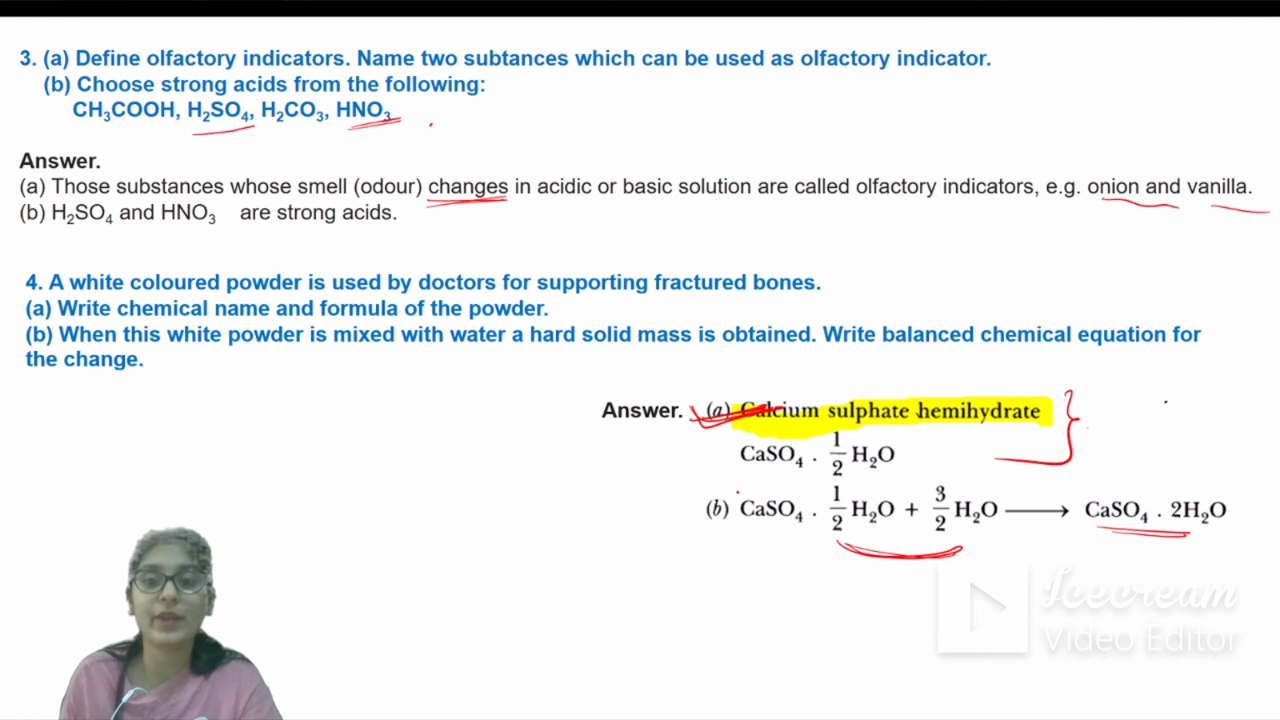 3. (a) Define olfactory indicators. Name two subtances which can be used as olfactory indicator.
(b) Choose strong acids from the following:
CH₃COOH, H₂SO₄, H₂CO₃, HNO₃
Answer.
(a) Those substances whose smell (odour) changes in acidic or basic solution are called olfactory indicators, e.g. onion and vanilla.
(b) H₂SO₄ and HNO₃ are strong acids.
4. A white coloured powder is used by doctors for supporting fractured bones.
(a) Write chemical name and formula of the powder.
(b) When this white powder is mixed with water a hard solid mass is obtained. Write balanced chemical equation for
the change.
Answer. (a) Calcium sulphate hemihydrate
CaSO₄ . 1/2 H₂O
(b) CaSO₄ . 1/2 H₂O + 3/2 H₂O ⟶ CaSO₄ . 2H₂O
Icecream
Video Editor